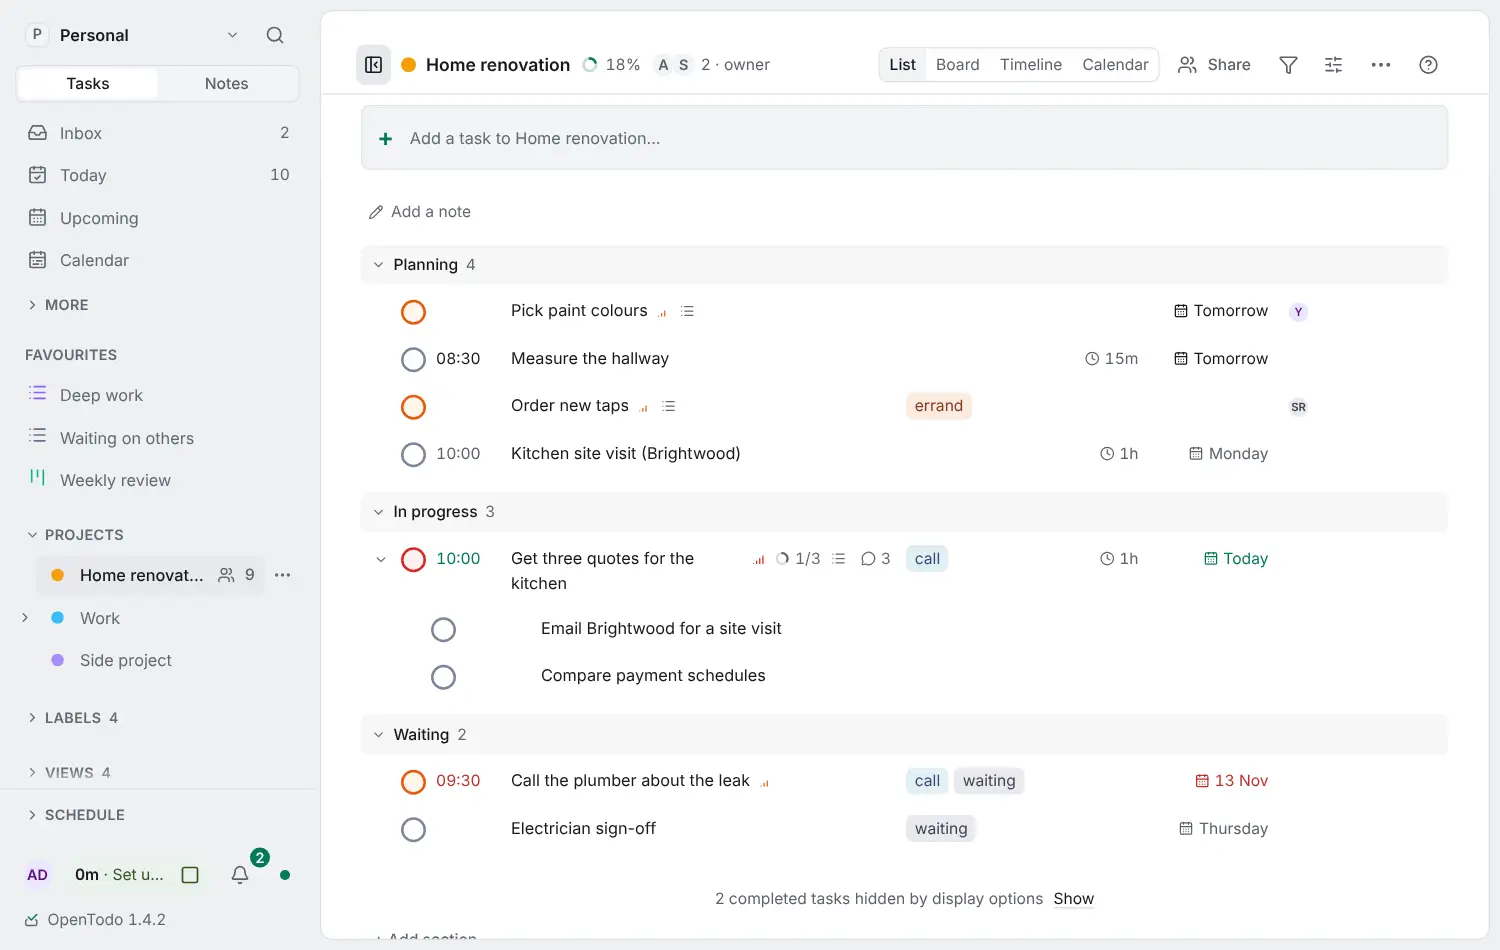 P Personal
Tasks Notes
Inbox 2
Today 10
Upcoming
Calendar
MORE
FAVOURITES
Deep work
Waiting on others
Weekly review
PROJECTS
Home renovat... 9
Work
Side project
LABELS 4
VIEWS 4
SCHEDULE
AD 0m · Set u... 2
OpenTodo 1.4.2
Home renovation 18% A S 2 · owner List Board Timeline Calendar Share
Add a task to Home renovation...
Add a note
Planning 4
Pick paint colours Tomorrow Y
08:30 Measure the hallway 15m Tomorrow
Order new taps errand SR
10:00 Kitchen site visit (Brightwood) 1h Monday
In progress 3
10:00 Get three quotes for the 1/3 3 call 1h Today
kitchen
Email Brightwood for a site visit
Compare payment schedules
Waiting 2
09:30 Call the plumber about the leak call waiting 13 Nov
Electrician sign-off waiting Thursday
2 completed tasks hidden by display options Show
Add section